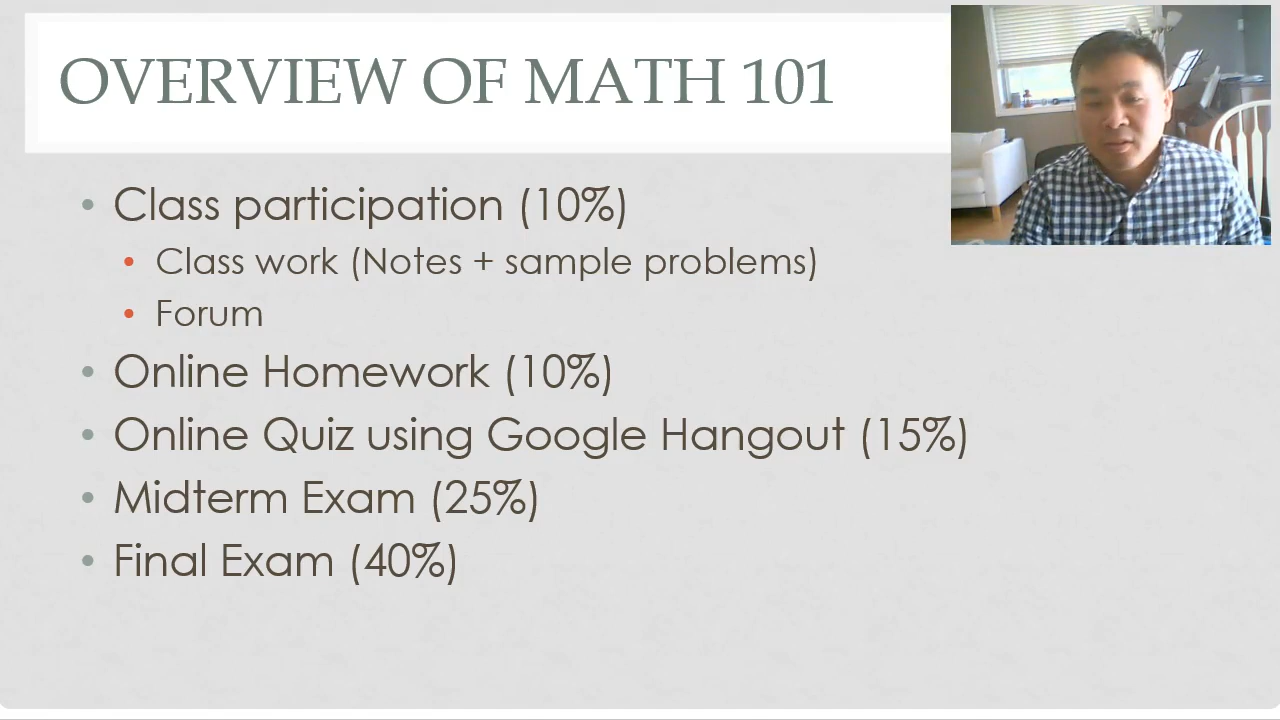 OVERVIEW OF MATH 101
• Class participation (10%)
• Class work (Notes + sample problems)
• Forum
• Online Homework (10%)
• Online Quiz using Google Hangout (15%)
• Midterm Exam (25%)
• Final Exam (40%)